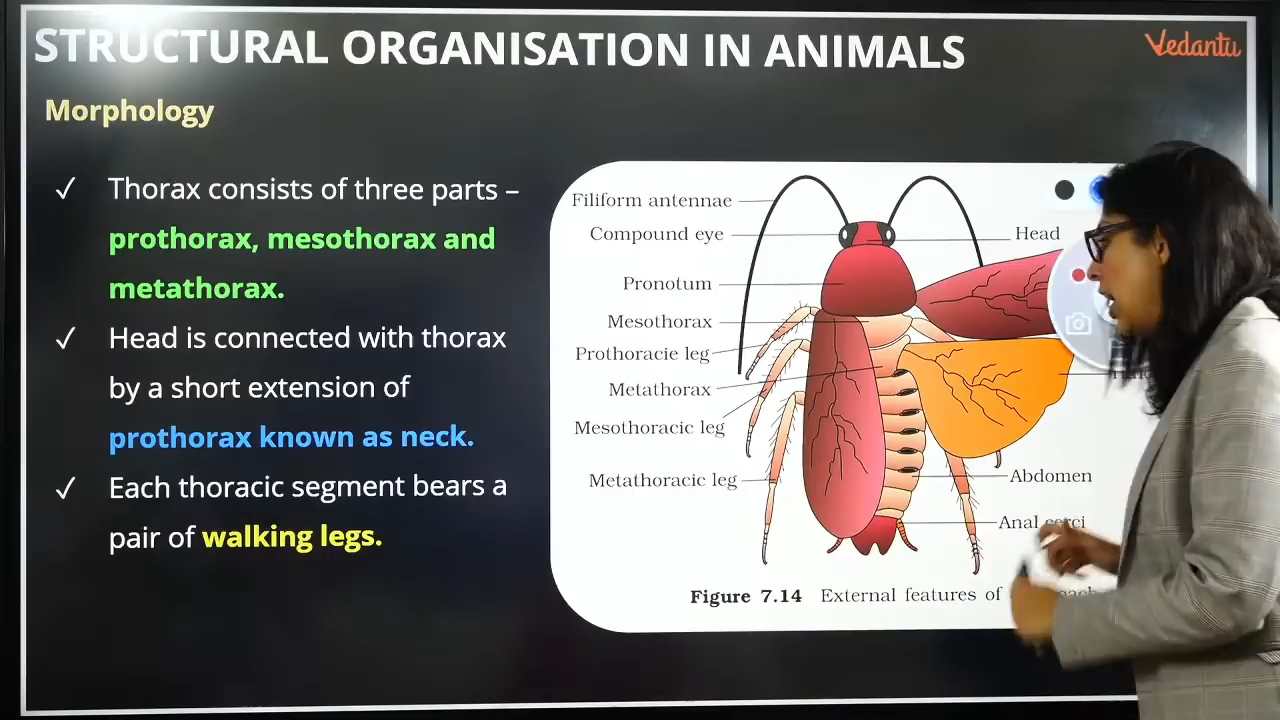 STRUCTURAL ORGANISATION IN ANIMALS
Vedantu
Morphology
✓ Thorax consists of three parts –
prothorax, mesothorax and
metathorax.
✓ Head is connected with thorax
by a short extension of
prothorax known as neck.
✓ Each thoracic segment bears a
pair of walking legs.
Filiform antennae
Compound eye
Head
Pronotum
Mesothorax
Prothoracie leg
Metathorax
Mesothoracic leg
Metathoracic leg
Abdomen
Anal cerci
Figure 7.14 External features of